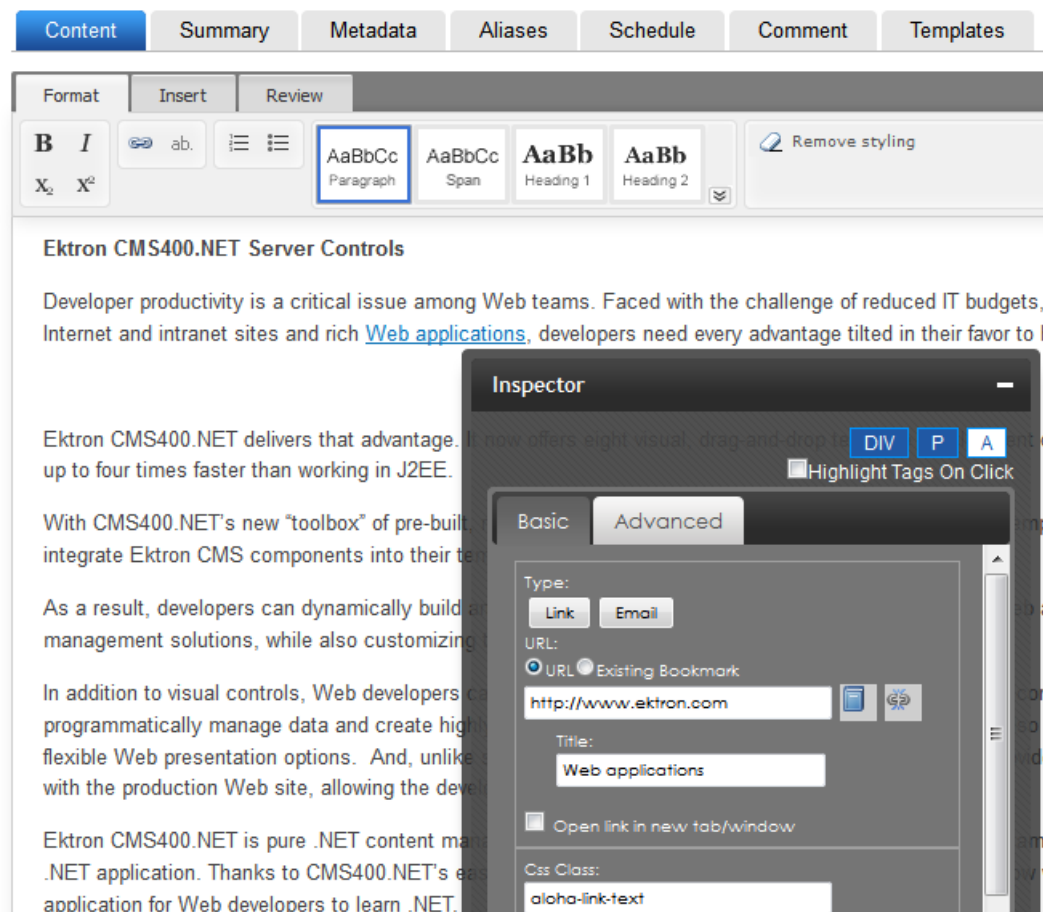 Content Summary Metadata Aliases Schedule Comment Templates
Format Insert Review
B I ab. AaBbCc AaBbCc AaBb AaBb Remove styling
X₂ X² Paragraph Span Heading 1 Heading 2
Ektron CMS400.NET Server Controls
Developer productivity is a critical issue among Web teams. Faced with the challenge of reduced IT budgets,
Internet and intranet sites and rich Web applications, developers need every advantage tilted in their favor to
Inspector
Ektron CMS400.NET delivers that advantage. It now offers eight visual, drag-and-drop
DIV P A
up to four times faster than working in J2EE.
Highlight Tags On Click
With CMS400.NET's new “toolbox” of pre-built,
integrate Ektron CMS components into their
As a result, developers can dynamically build
management solutions, while also customizing
In addition to visual controls, Web developers
programmatically manage data and create
flexible Web presentation options. And, unlike
with the production Web site, allowing the
Ektron CMS400.NET is pure .NET content
.NET application. Thanks to CMS400.NET's
application for Web developers to learn .NET.
Basic Advanced
Type:
Link Email
URL:
URL Existing Bookmark
http://www.ektron.com
Title:
Web applications
Open link in new tab/window
Css Class:
aloha-link-text